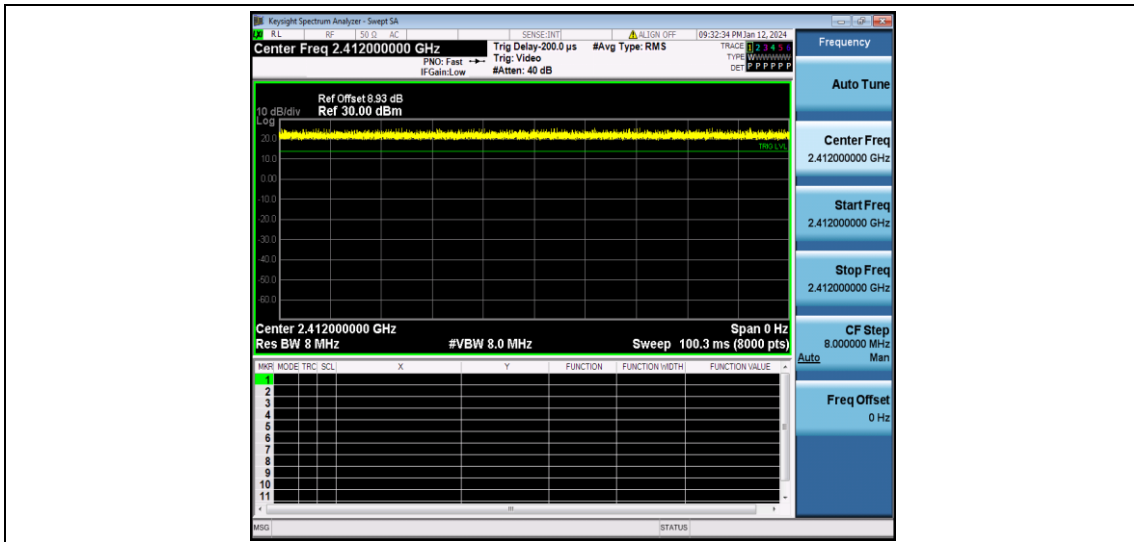 Keysight Spectrum Analyzer - Swept SA
LXI RL RF 50 Ω AC SENSE:INT ALIGN OFF 09:32:34 PM Jan 12, 2024
Center Freq 2.412000000 GHz
PNO: Fast
IFGain:Low
Trig Delay-200.0 µs
Trig: Video
#Atten: 40 dB
#Avg Type: RMS
TRACE 1 2 3 4 5 6
TYPE WWWWWW
DET P P P P P P
Frequency
Auto Tune
Center Freq
2.412000000 GHz
Start Freq
2.412000000 GHz
Stop Freq
2.412000000 GHz
CF Step
8.000000 MHz
Auto Man
Freq Offset
0 Hz
Ref Offset 8.93 dB
10 dB/div Ref 30.00 dBm
Log
20.0
TRIG LVL
10.0
0.00
-10.0
-20.0
-30.0
-40.0
-50.0
-60.0
Center 2.412000000 GHz Span 0 Hz
Res BW 8 MHz #VBW 8.0 MHz Sweep 100.3 ms (8000 pts)
MKR MODE TRC SCL X Y FUNCTION FUNCTION WIDTH FUNCTION VALUE
1
2
3
4
5
6
7
8
9
10
11
MSG STATUS